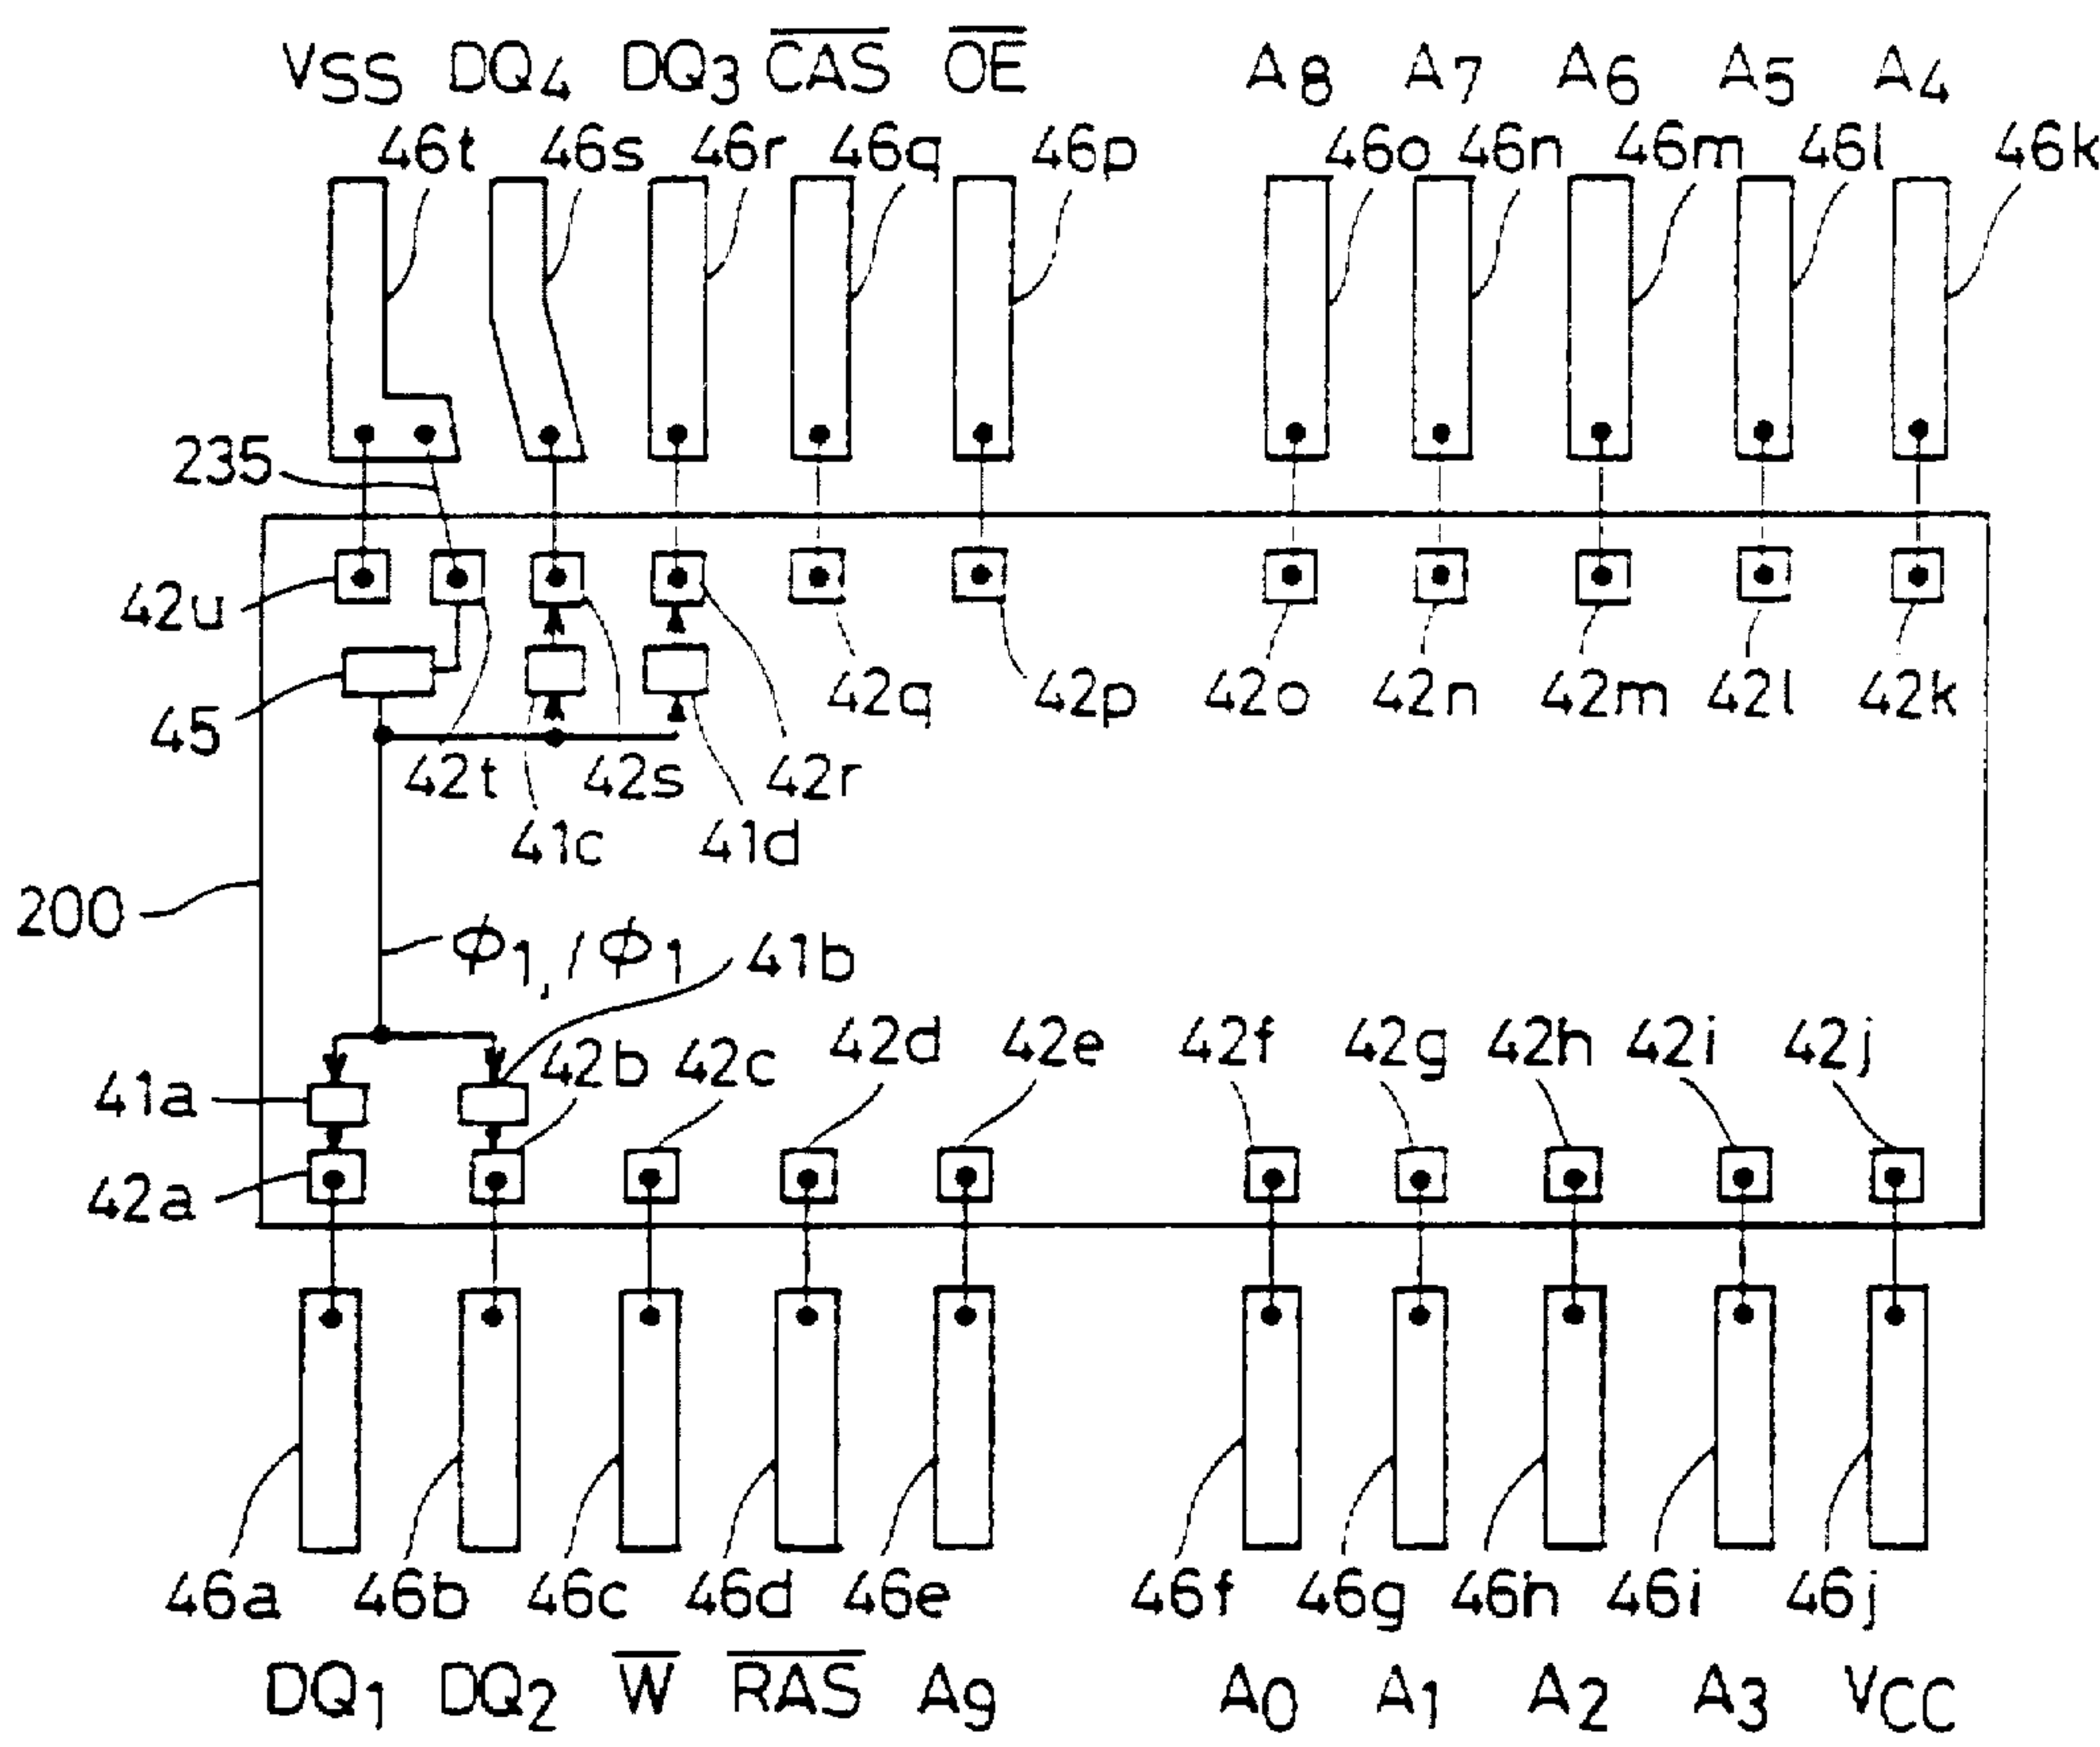 VSS DQ4 DQ3 C̅A̅S̅ O̅E̅ A8 A7 A6 A5 A4
46t 46s 46r 46q 46p 46o 46n 46m 46l 46k
235
42u
45
42q 42p 42o 42n 42m 42l 42k
42t 42s 42r
41c 41d
200
ϕ1, /ϕ1 41b
42b 42c 42d 42e 42f 42g 42h 42i 42j
41a
42a
46a 46b 46c 46d 46e 46f 46g 46h 46i 46j
DQ1 DQ2 W̅ R̅A̅S̅ A9 A0 A1 A2 A3 VCC